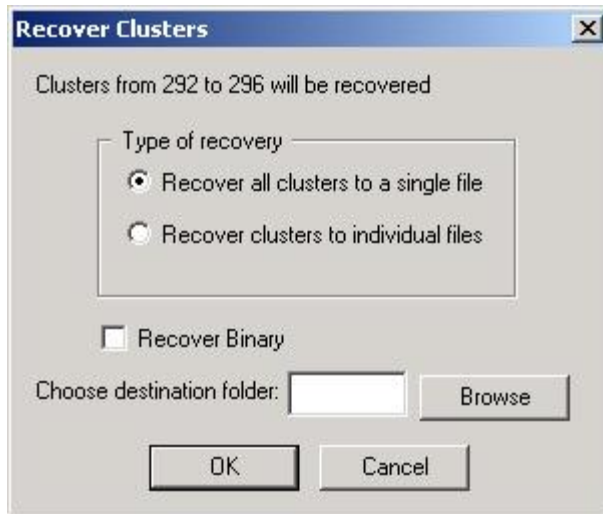 Recover Clusters
Clusters from 292 to 296 will be recovered
Type of recovery
Recover all clusters to a single file
Recover clusters to individual files
Recover Binary
Choose destination folder:
Browse
OK
Cancel